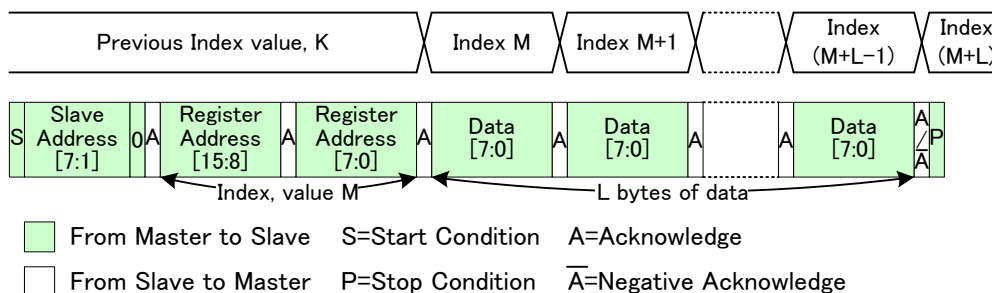 Previous Index value, K
Index M
Index M+1
Index
(M+L−1)
Index
(M+L)
S
Slave
Address
[7:1]
0
A
Register
Address
[15:8]
A
Register
Address
[7:0]
A
Data
[7:0]
A
Data
[7:0]
A
A
Data
[7:0]
A
/
A̅
P
Index, value M
L bytes of data
From Master to Slave
S=Start Condition
A=Acknowledge
From Slave to Master
P=Stop Condition
A̅=Negative Acknowledge